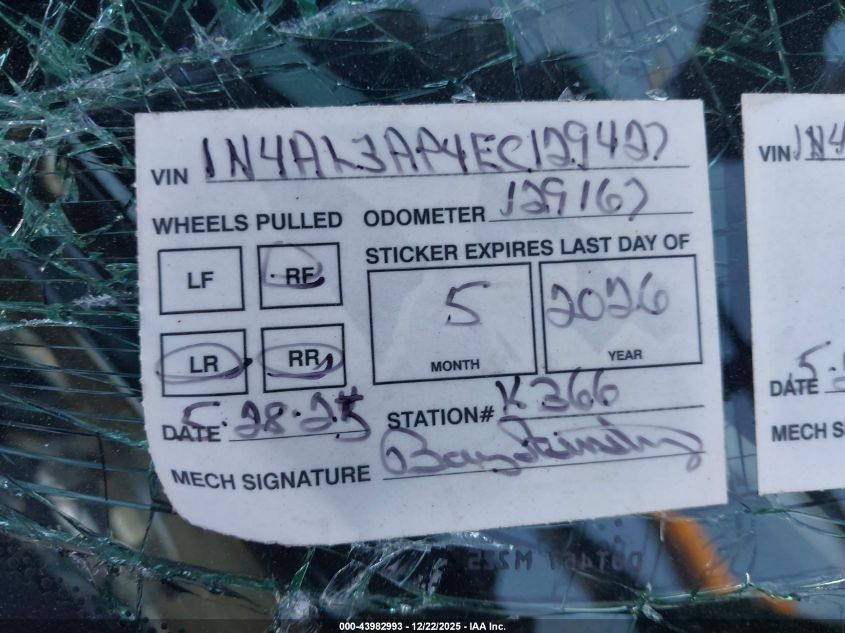 VIN 1N4AL3AP4EC129427
WHEELS PULLED
ODOMETER 129167
STICKER EXPIRES LAST DAY OF
LF RF
LR RR
5 2026
MONTH YEAR
DATE 5-28-25
STATION# K366
MECH SIGNATURE
VIN 1N4
DATE 5-
MECH S
000-43982993 - 12/22/2025 - IAA Inc.